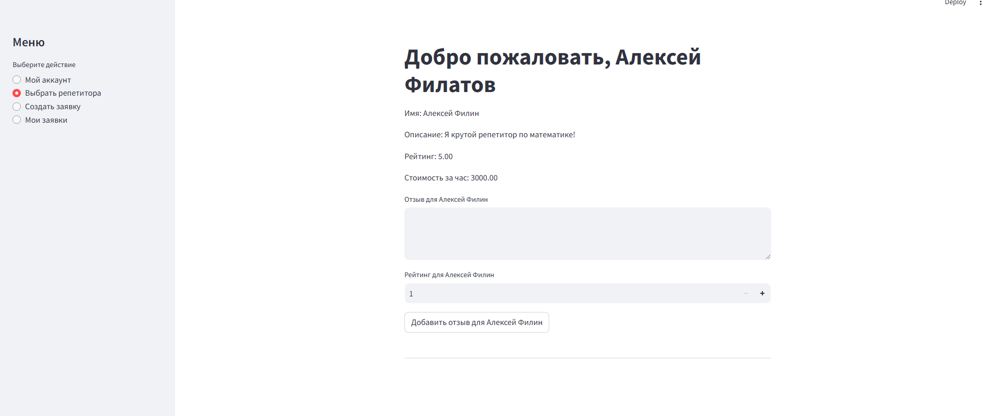 Deploy
Меню
Выберите действие
Мой аккаунт
Выбрать репетитора
Создать заявку
Мои заявки
Добро пожаловать, Алексей
Филатов
Имя: Алексей Филин
Описание: Я крутой репетитор по математике!
Рейтинг: 5.00
Стоимость за час: 3000.00
Отзыв для Алексей Филин
Рейтинг для Алексей Филин
1
Добавить отзыв для Алексей Филин